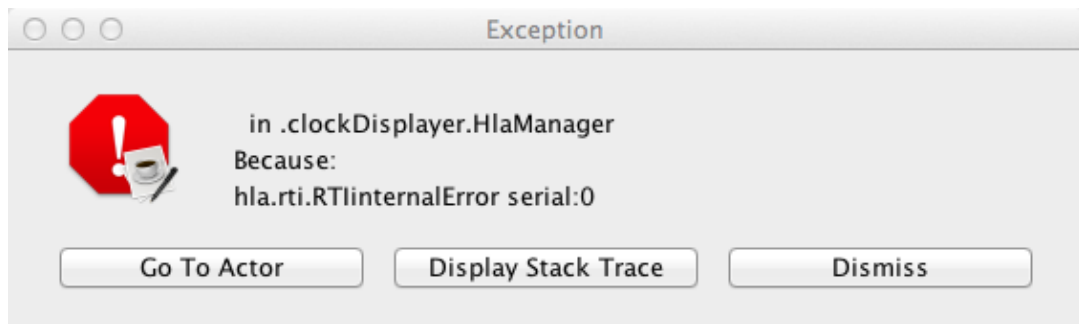 Exception
in .clockDisplayer.HlaManager
Because:
hla.rti.RTIinternalError serial:0
Go To Actor
Display Stack Trace
Dismiss